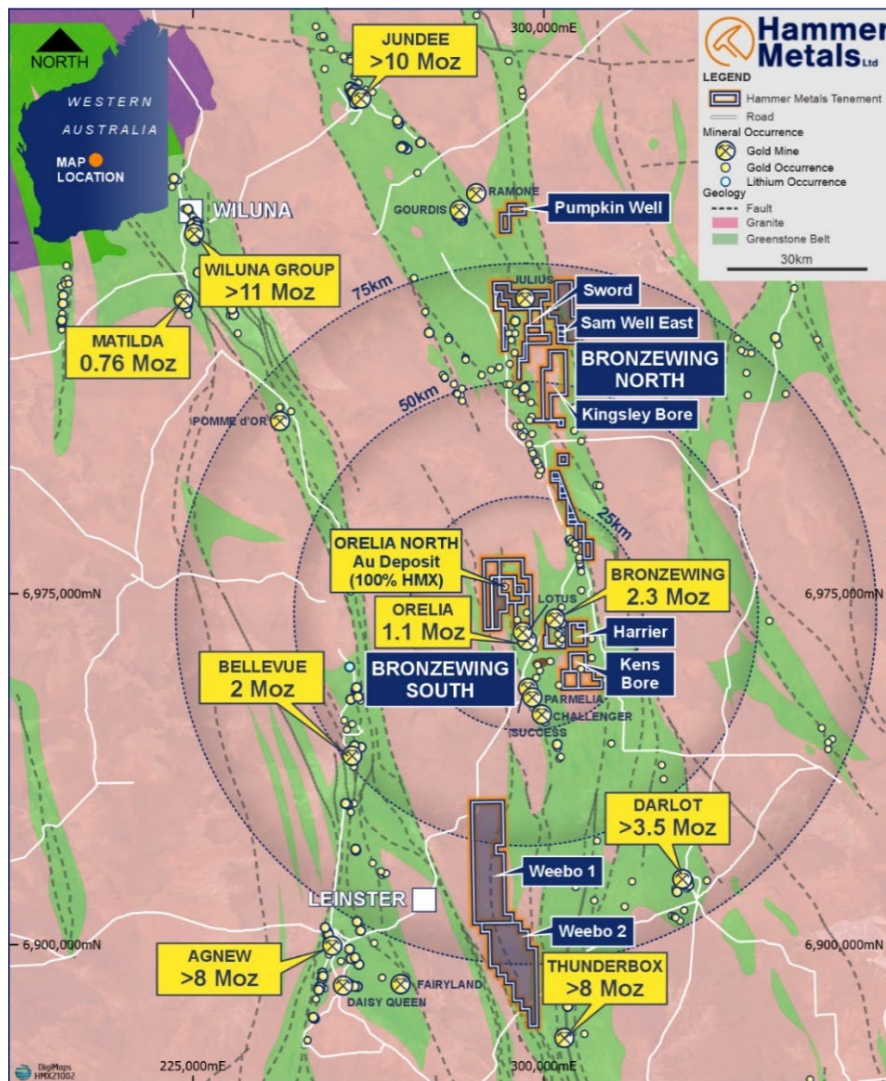 300,000mE
Hammer
Metals Ltd
NORTH
WESTERN
AUSTRALIA
MAP
LOCATION
JUNDEE
>10 Moz
LEGEND
Hammer Metals Tenement
Road
Mineral Occurrence
Gold Mine
Gold Occurrence
Lithium Occurrence
Geology
Fault
Granite
Greenstone Belt
30km
WILUNA
RAMONE
GOURDIS
Pumpkin Well
WILUNA GROUP
>11 Moz
75km
JULIUS
Sword
Sam Well East
MATILDA
0.76 Moz
BRONZEWING
NORTH
50km
Kingsley Bore
POMME d'OR
25km
ORELIA NORTH
Au Deposit
(100% HMX)
BRONZEWING
2.3 Moz
6,975,000mN
6,975,000mN
LOTUS
ORELIA
1.1 Moz
Harrier
BELLEVUE
2 Moz
BRONZEWING
SOUTH
Kens
Bore
PARMELIA
CHALLENGER
SUCCESS
DARLOT
>3.5 Moz
Weebo 1
LEINSTER
Weebo 2
6,900,000mN
6,900,000mN
AGNEW
>8 Moz
THUNDERBOX
>8 Moz
FAIRYLAND
DAISY QUEEN
DigiMaps
HMX21002
225,000mE
300,000mE